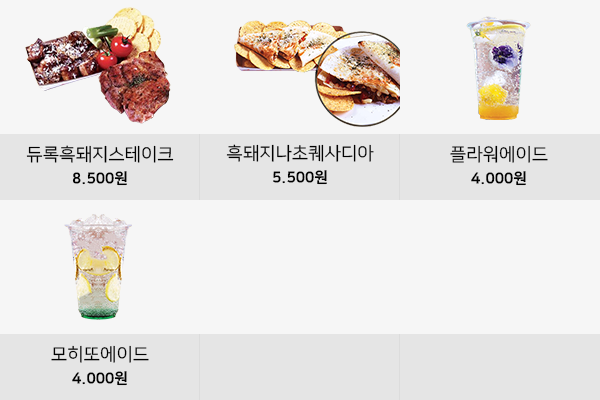 듀록흑돼지스테이크
8.500원
흑돼지나초퀘사디아
5.500원
플라워에이드
4.000원
모히또에이드
4.000원